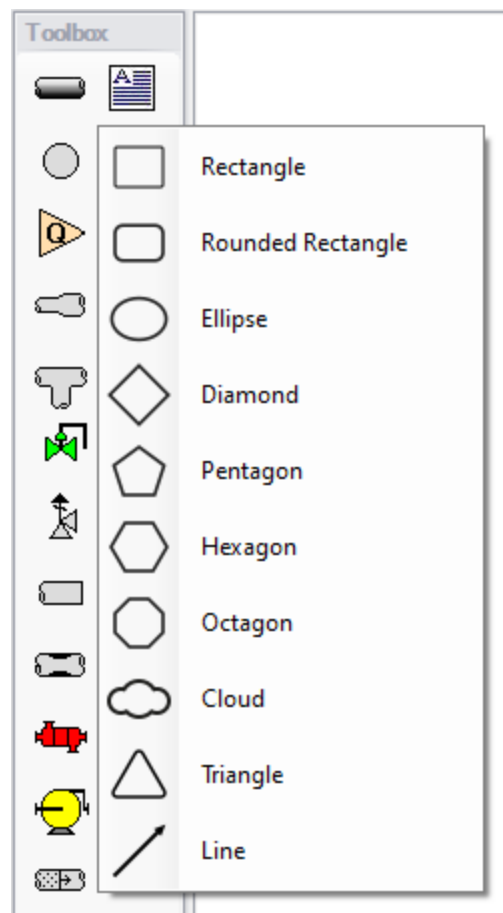 Toolbox
A
Rectangle
Q
Rounded Rectangle
Ellipse
Diamond
Pentagon
Hexagon
Octagon
Cloud
Triangle
Line